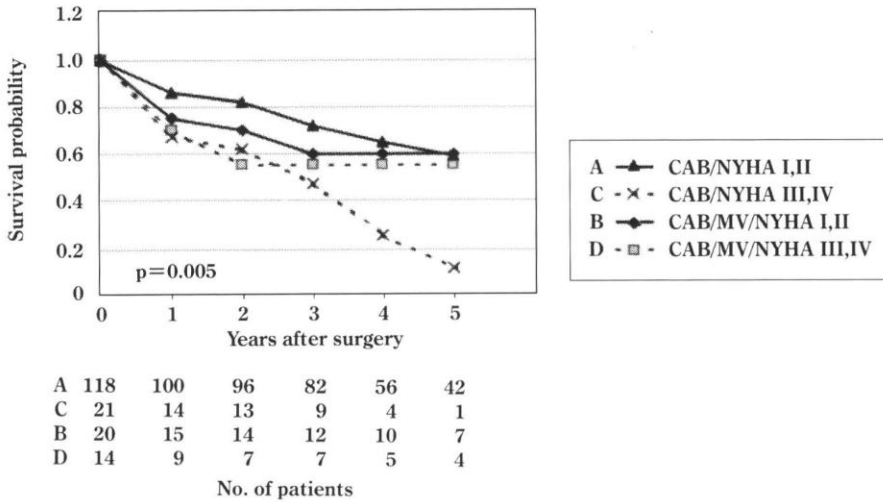 1.2
1.0
0.8
0.6
0.4
0.2
0
Survival probability
p=0.005
0 1 2 3 4 5
Years after surgery
A CAB/NYHA I,II
C CAB/NYHA III,IV
B CAB/MV/NYHA I,II
D CAB/MV/NYHA III,IV
A 118 100 96 82 56 42
C 21 14 13 9 4 1
B 20 15 14 12 10 7
D 14 9 7 7 5 4
No. of patients